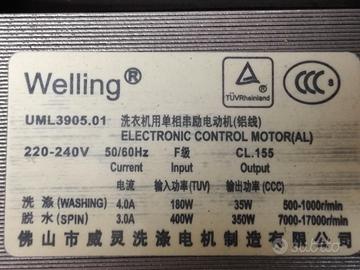 Welling®
TÜVRheinland
CCC S
UML3905.01 洗衣机用单相串励电动机(铝线)
ELECTRONIC CONTROL MOTOR(AL)
220-240V 50/60Hz F级 CL.155
Current Input Output
电流 输入功率(TUV) 输入功率(CCC)
洗 涤 (WASHING) 4.0A 180W 35W 500-1000r/min
脱 水 (SPIN) 3.0A 400W 350W 7000-17000r/min
佛山市威灵洗涤电机制造有限公司
subito